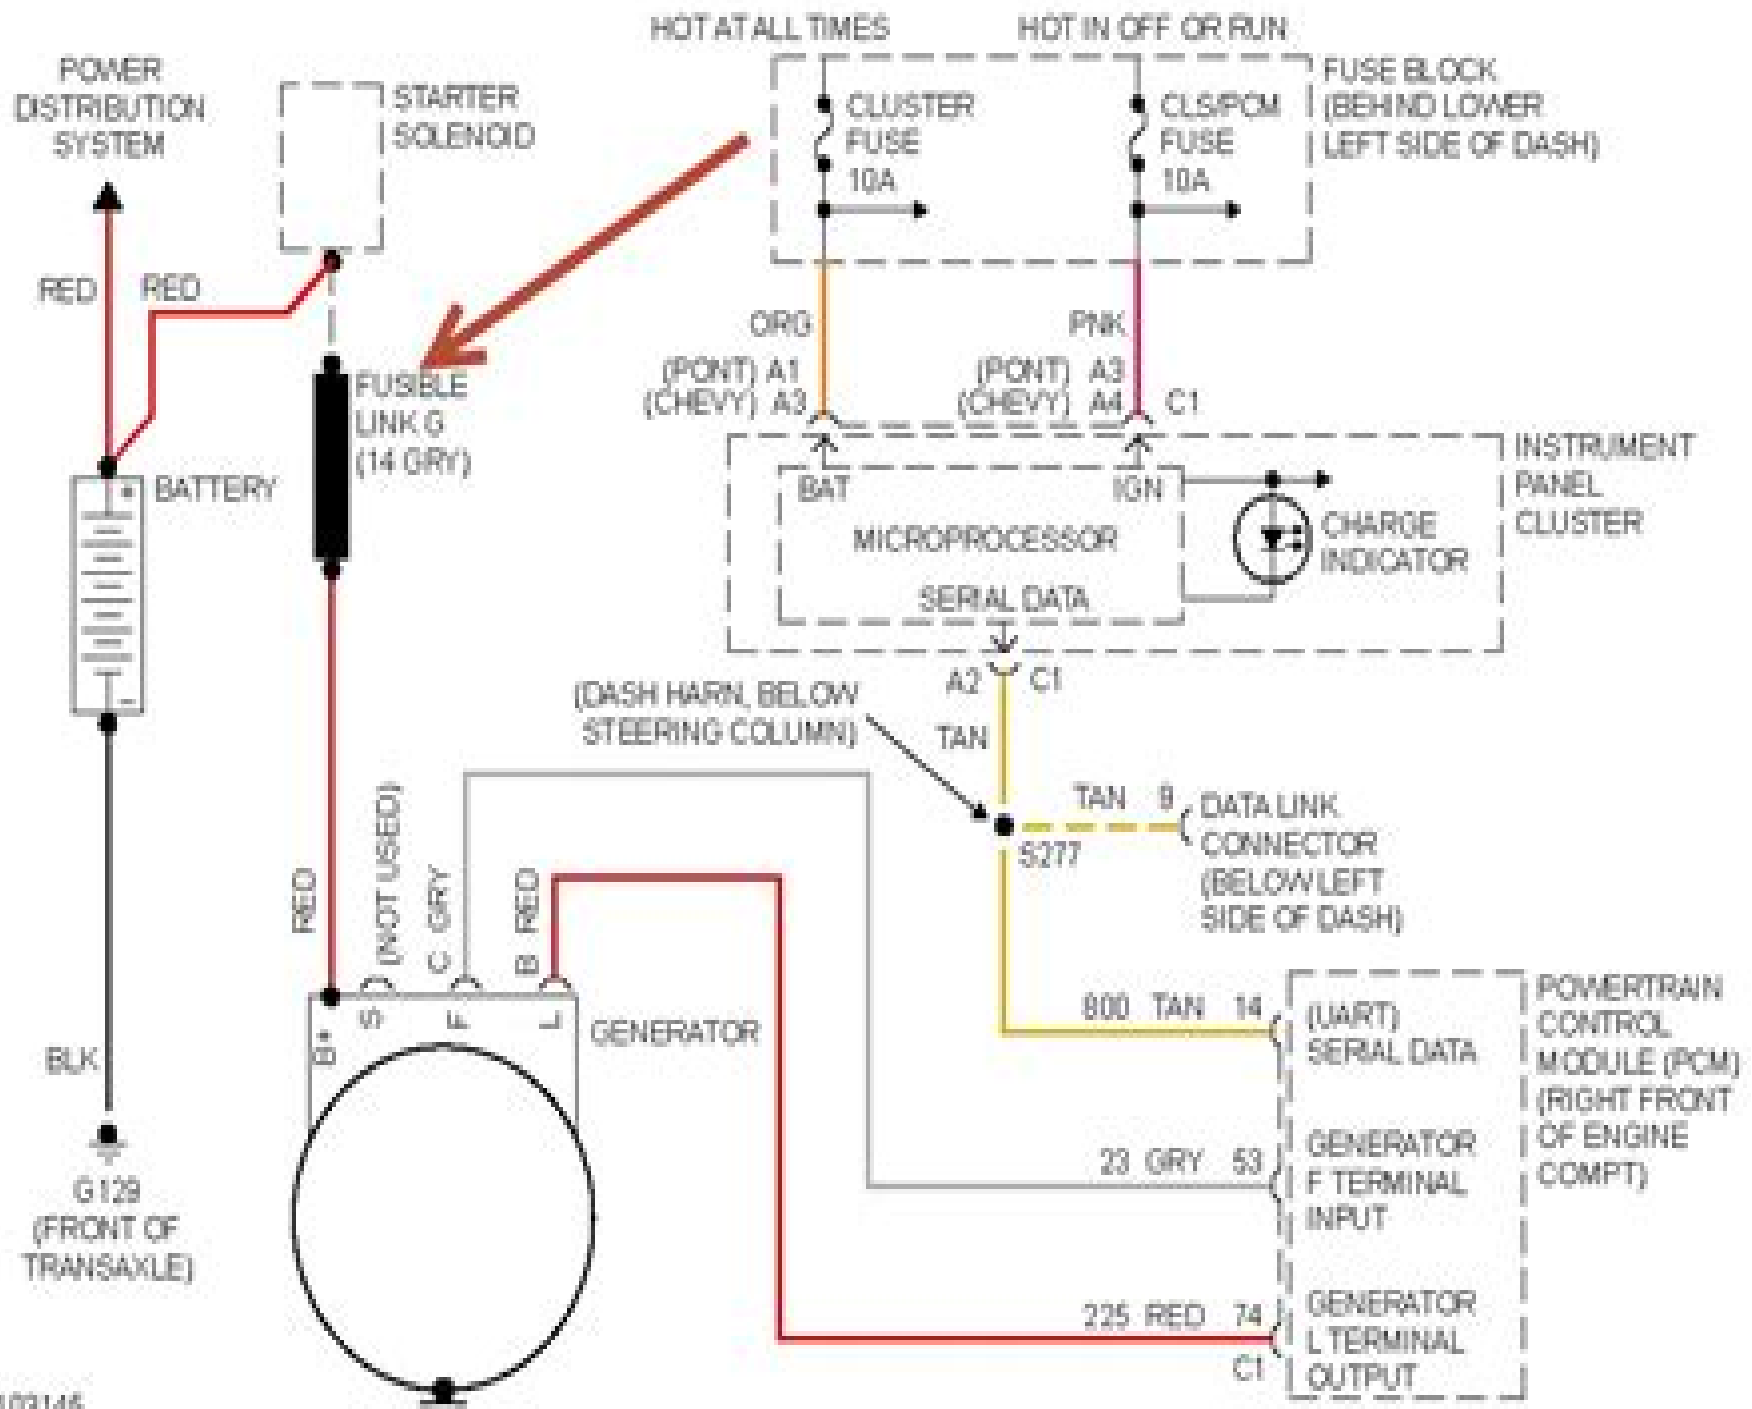 HOT AT ALL TIMES
HOT IN OFF OR RUN
POWER
DISTRIBUTION
SYSTEM
STARTER
SOLENOID
CLUSTER
FUSE
10A
CLS/PCM
FUSE
10A
FUSE BLOCK
(BEHIND LOWER
LEFT SIDE OF DASH)
RED
RED
ORG
PNK
(PONT) A1
(CHEVY) A3
(PONT) A3
(CHEVY) A4
C1
FUSIBLE
LINK G
(14 GRY)
BATTERY
+
-
BAT
IGN
MICROPROCESSOR
SERIAL DATA
CHARGE
INDICATOR
INSTRUMENT
PANEL
CLUSTER
A2
C1
(DASH HARN, BELOW
STEERING COLUMN)
TAN
TAN 9
S277
DATA LINK
CONNECTOR
(BELOW LEFT
SIDE OF DASH)
RED
(NOT USED)
C GRY
B RED
B+
S
F
L
GENERATOR
BLK
G129
(FRONT OF
TRANSAXLE)
800 TAN 14
(UART)
SERIAL DATA
23 GRY 53
GENERATOR
F TERMINAL
INPUT
225 RED 74
C1
GENERATOR
L TERMINAL
OUTPUT
POWERTRAIN
CONTROL
MODULE (PCM)
(RIGHT FRONT
OF ENGINE
COMPT)